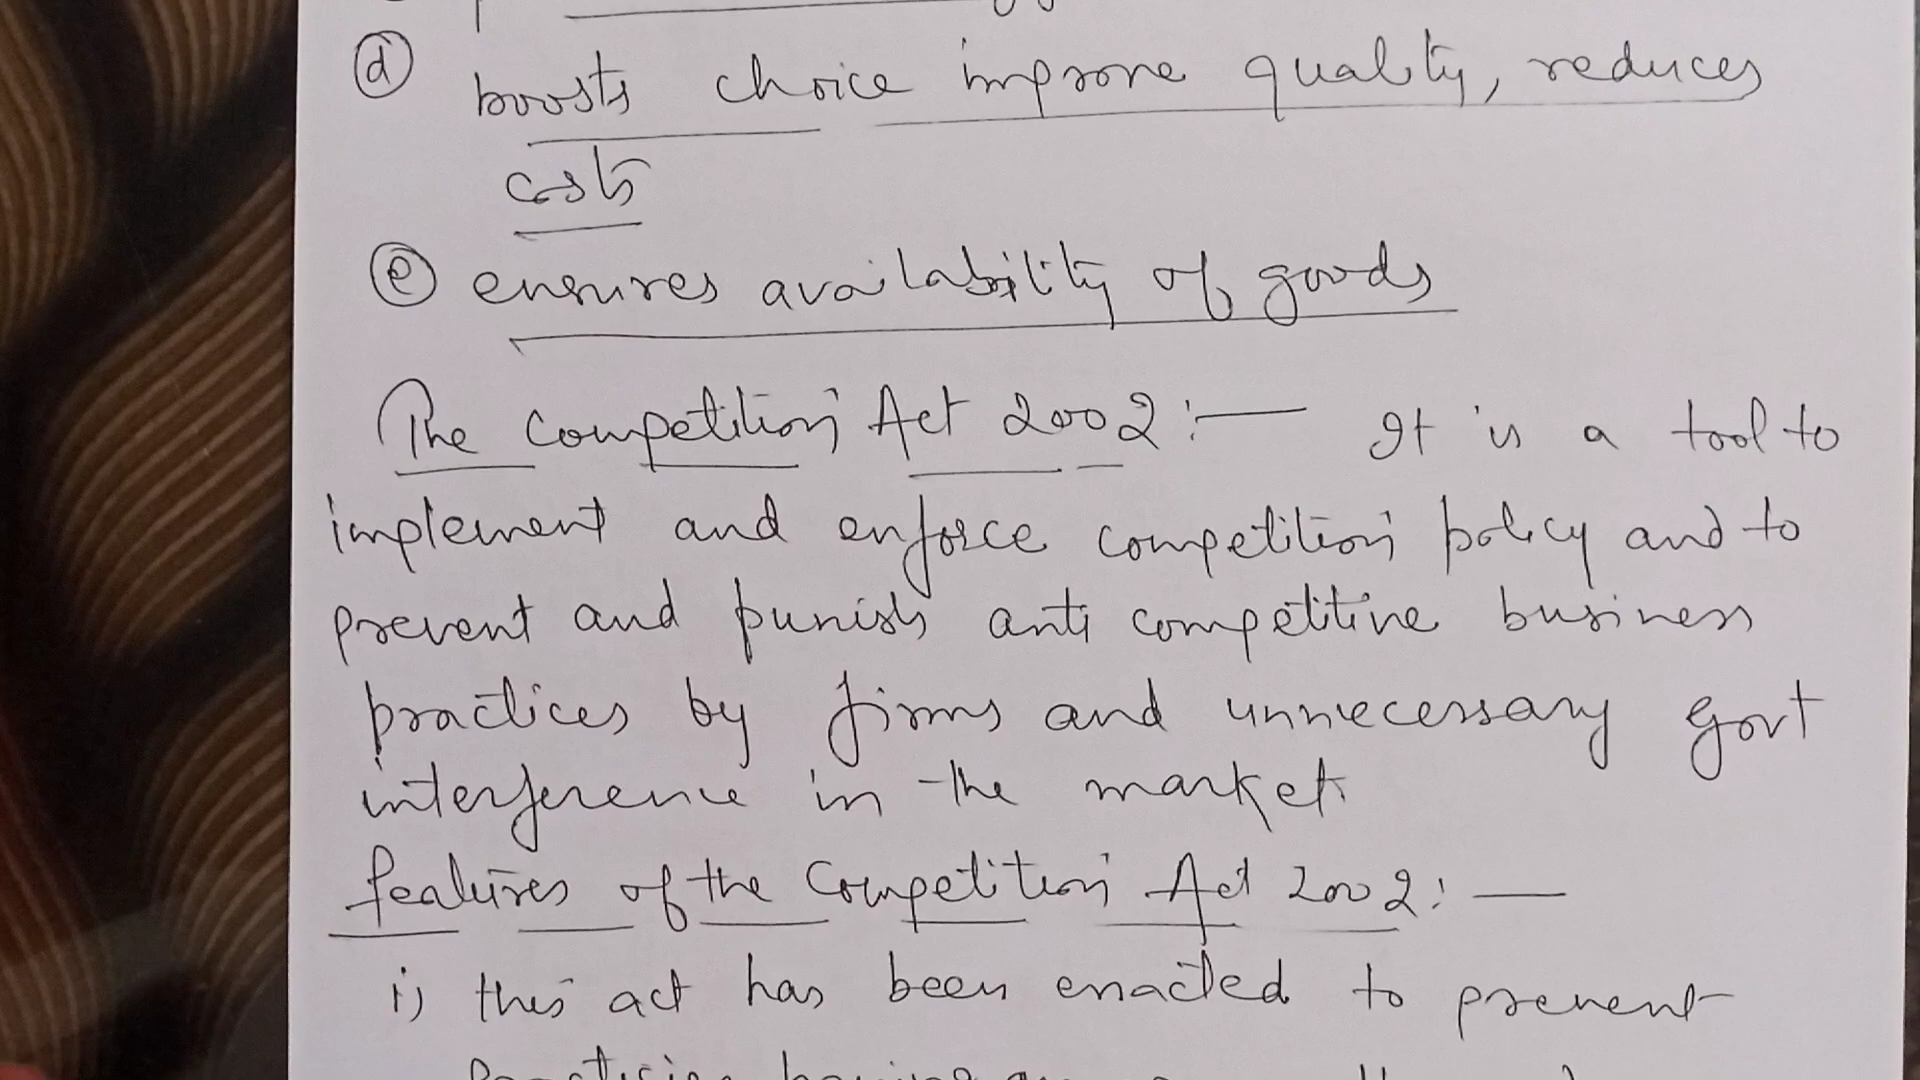 ⓓ boosts choice improve quality, reduces
costs
ⓔ ensures availability of goods
The Competition Act 2002:— It is a tool to
implement and enforce competition policy and to
prevent and punish anti competitive business
practices by firms and unnecessary govt
interference in the market.
features of the Competition Act 2002:—
i) this act has been enacted to prevent